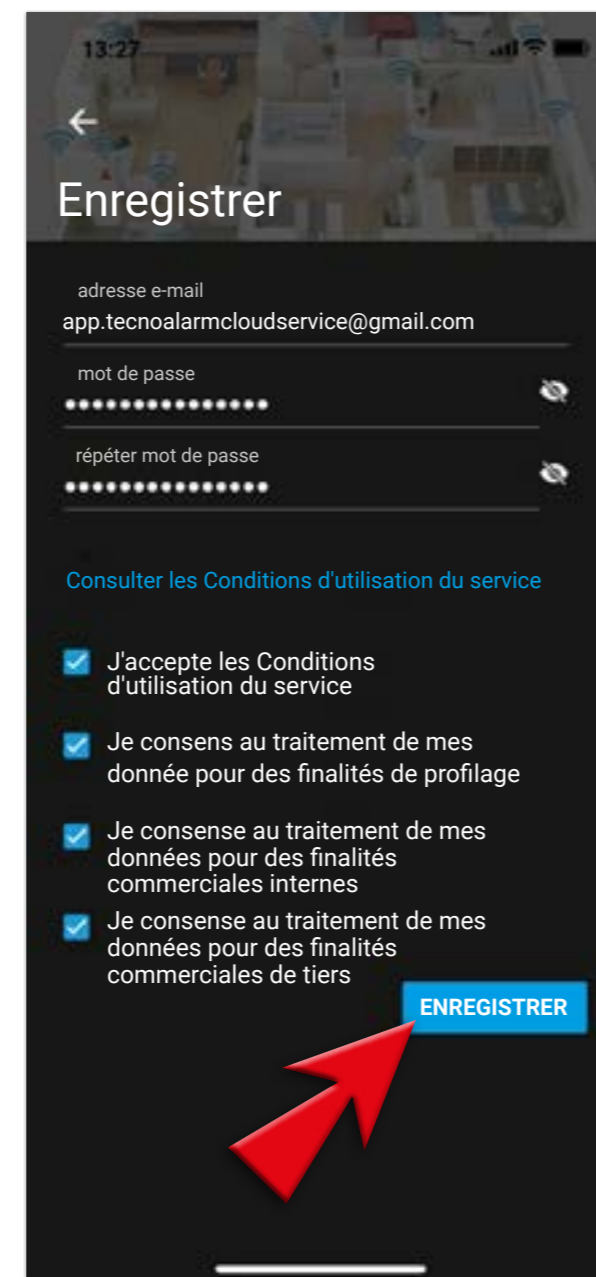 13:27
Enregistrer
adresse e-mail
app.tecnoalarmcloudservice@gmail.com
mot de passe
•••••••••••••••
répéter mot de passe
•••••••••••••••
Consulter les Conditions d'utilisation du service
J'accepte les Conditions
d'utilisation du service
Je consens au traitement de mes
donnée pour des finalités de profilage
Je consense au traitement de mes
données pour des finalités
commerciales internes
Je consense au traitement de mes
données pour des finalités
commerciales de tiers
ENREGISTRER